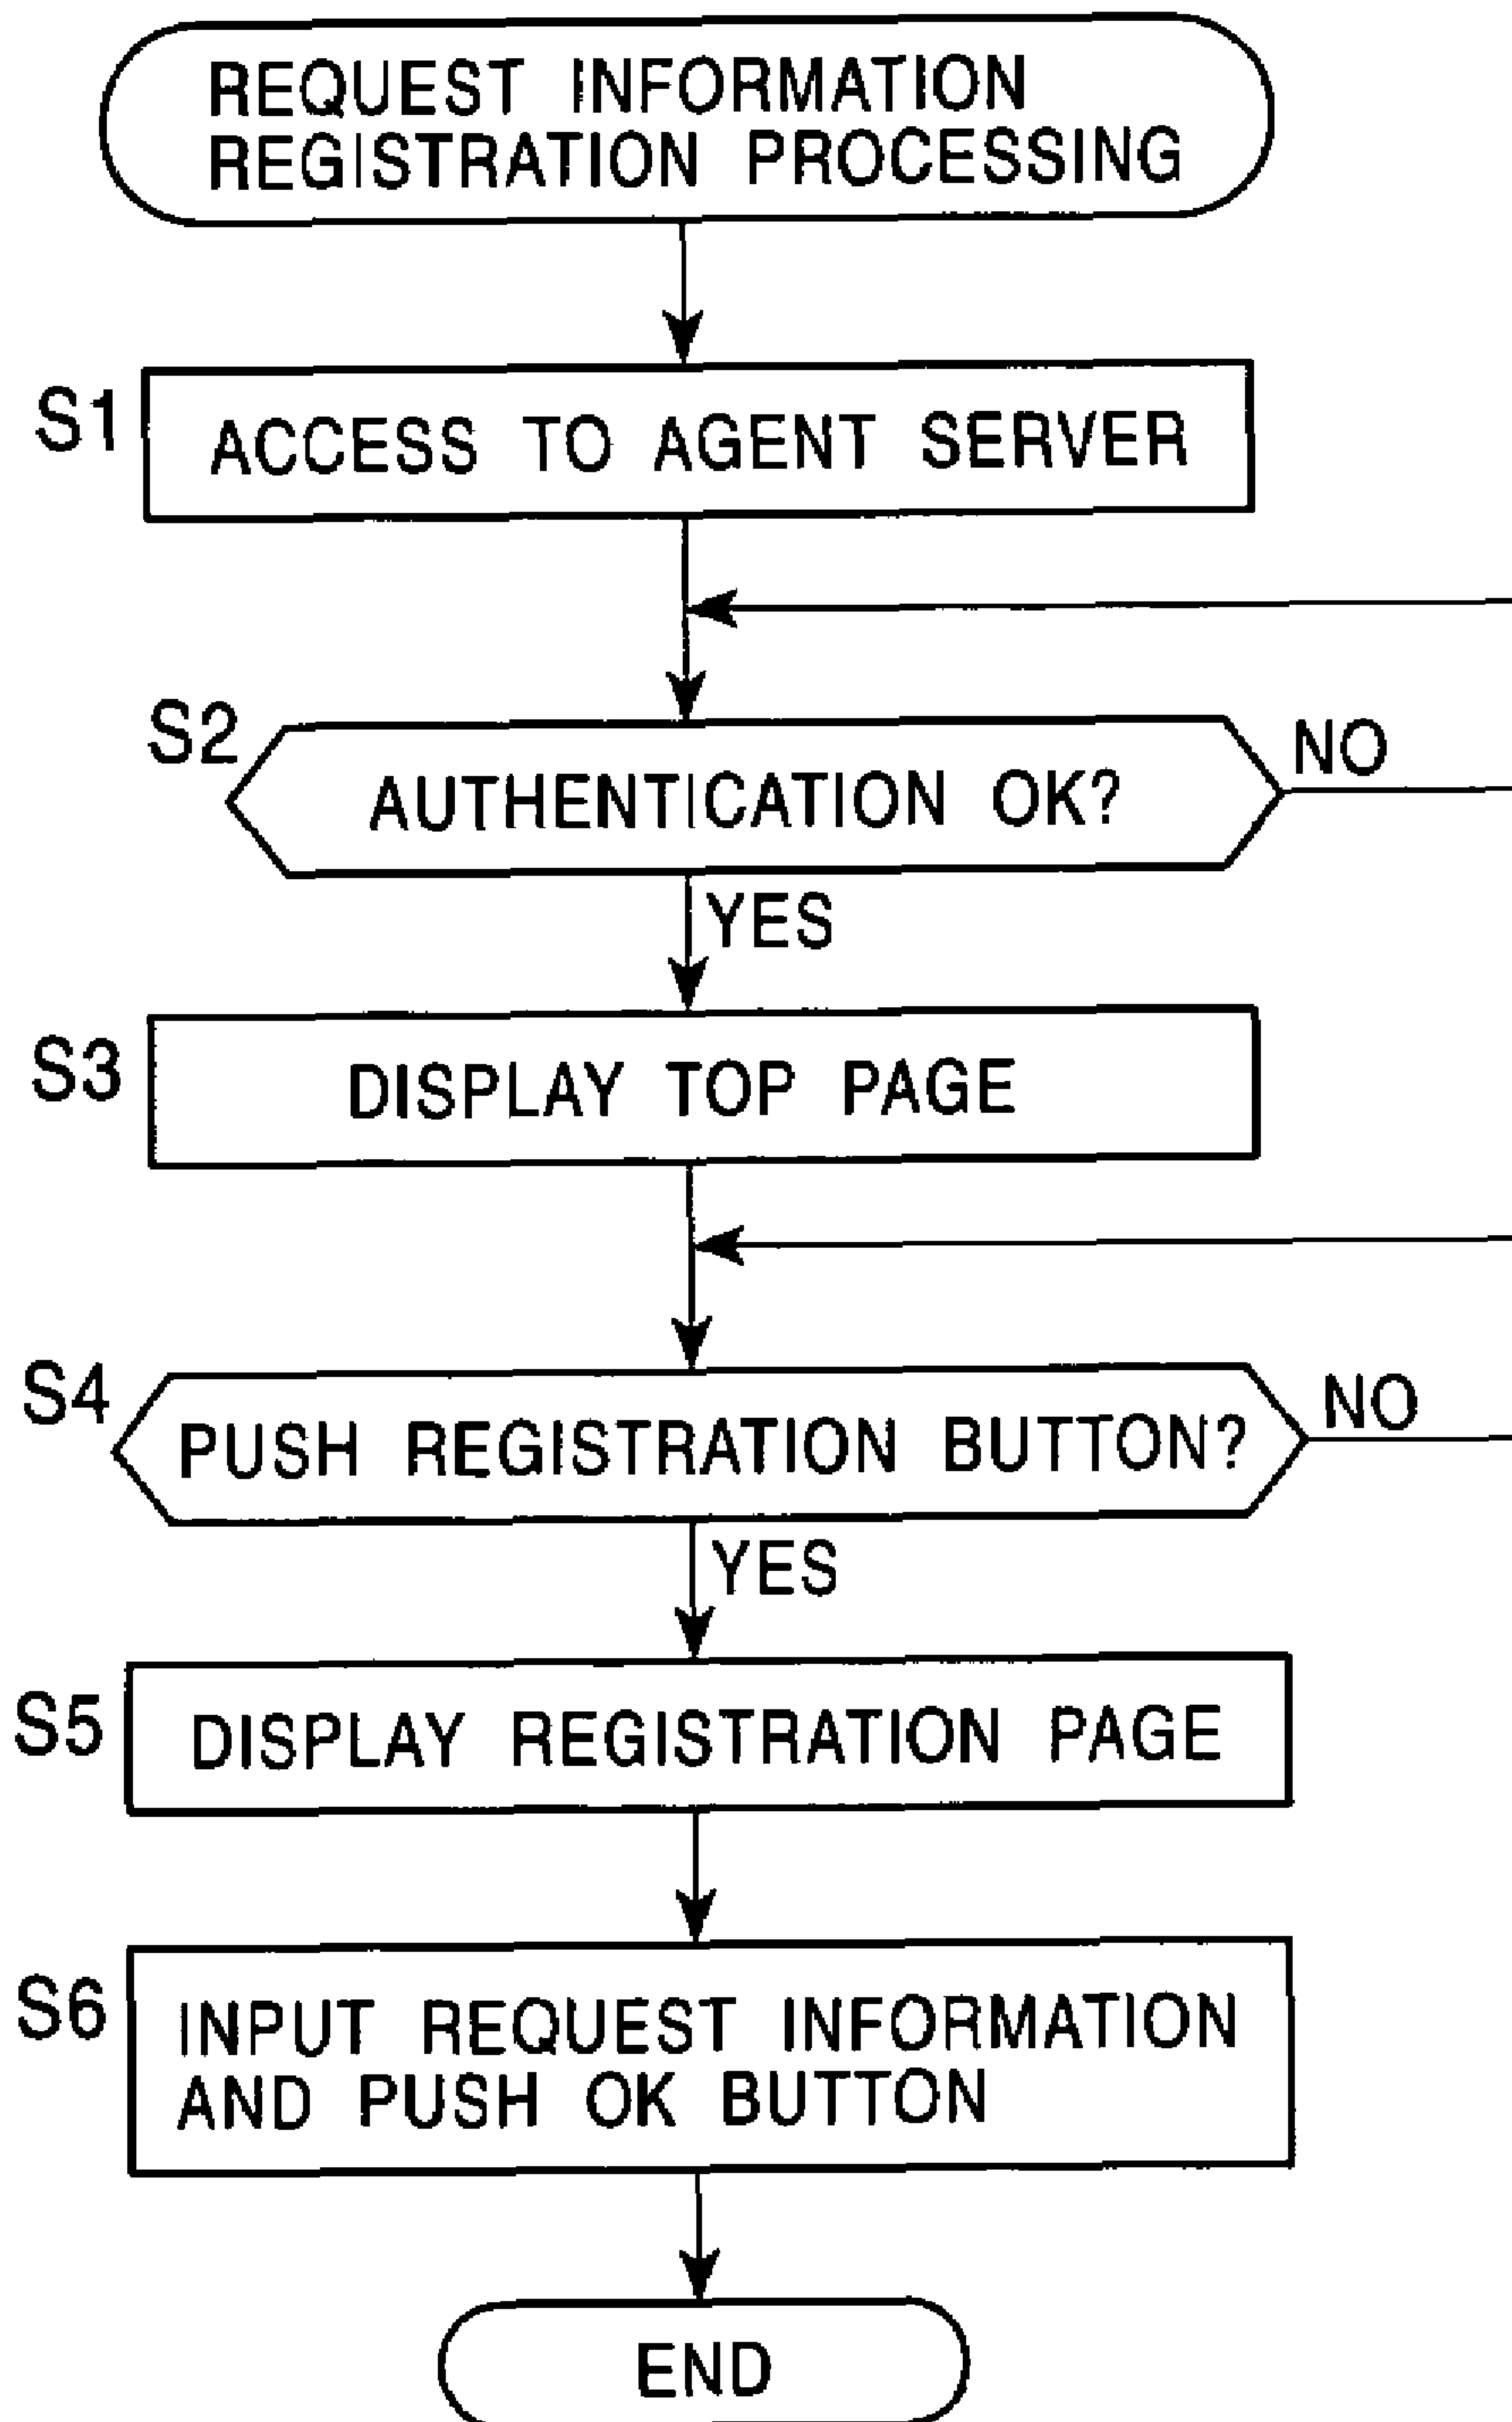 REQUEST INFORMATION
REGISTRATION PROCESSING
S1
ACCESS TO AGENT SERVER
S2
AUTHENTICATION OK?
NO
YES
S3
DISPLAY TOP PAGE
S4
PUSH REGISTRATION BUTTON?
NO
YES
S5
DISPLAY REGISTRATION PAGE
S6
INPUT REQUEST INFORMATION
AND PUSH OK BUTTON
END